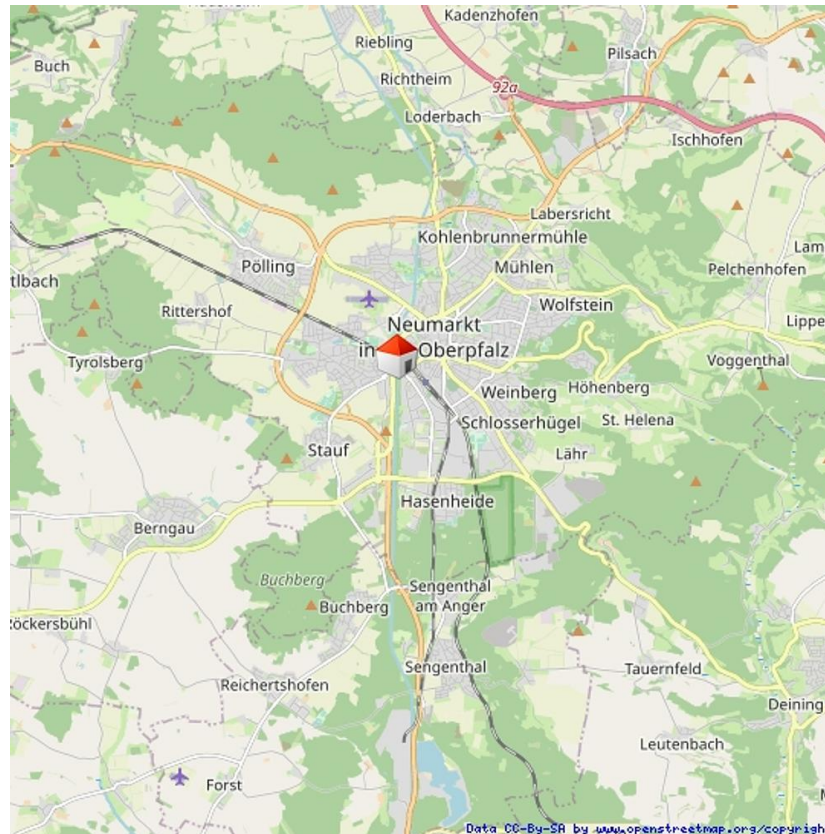 Kadenzhofen
Riebling
Pilsach
Buch
Richtheim
92a
Loderbach
Ischhofen
Labersricht
Kohlenbrunnermühle
Pölling
Mühlen
Pelchenhofen
Lam
tlbach
Rittershof
Wolfstein
Neumarkt
in
Oberpfalz
Lippe
Tyrolsberg
Voggenthal
Weinberg
Höhenberg
Schlosserhügel
St. Helena
Stauf
Lähr
Hasenheide
Berngau
Buchberg
Sengenthal
am Anger
Buchberg
Röckersbühl
Sengenthal
Tauernfeld
Reichertshofen
Deining
Leutenbach
Forst
Data CC-By-SA by www.openstreetmap.org/copyrigh